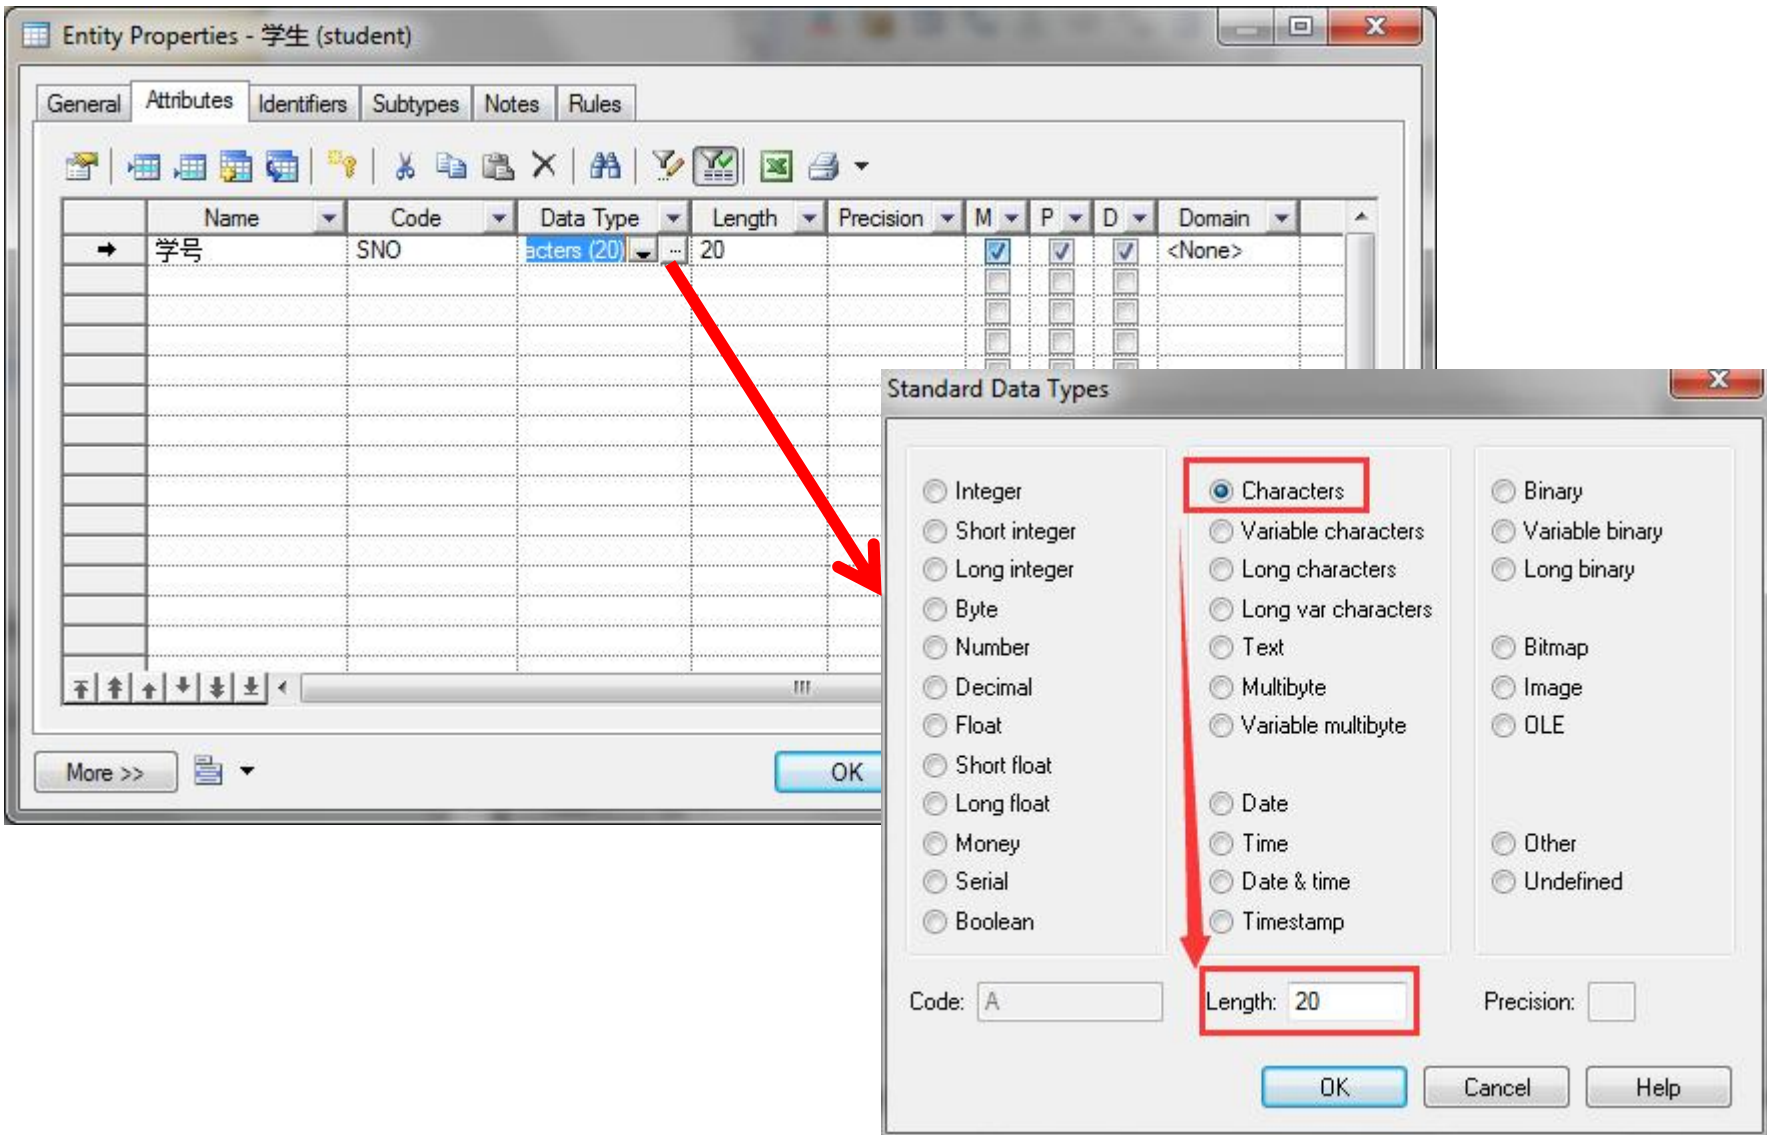 Entity Properties - 学生 (student)
General Attributes Identifiers Subtypes Notes Rules
Name Code Data Type Length Precision M P D Domain
学号 SNO acters (20) ... 20 <None>
More >> OK
Standard Data Types
Integer Characters Binary
Short integer Variable characters Variable binary
Long integer Long characters Long binary
Byte Long var characters
Number Text Bitmap
Decimal Multibyte Image
Float Variable multibyte OLE
Short float
Long float Date
Money Time Other
Serial Date & time Undefined
Boolean Timestamp
Code: A Length: 20 Precision:
OK Cancel Help